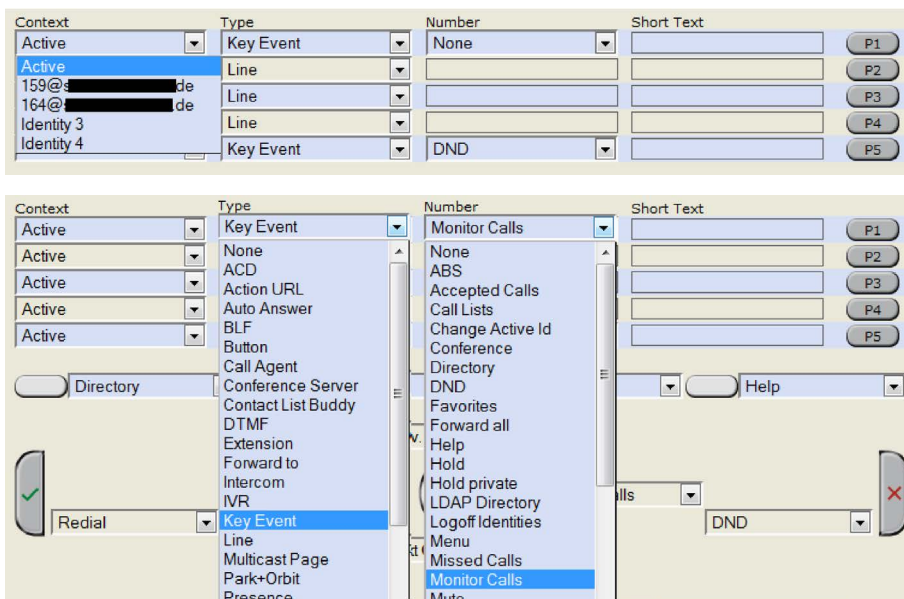 Context Type Number Short Text
Active Key Event None P1
Active Line P2
159@s de Line P3
164@ .de Line P4
Identity 3
Identity 4 Key Event DND P5
Context Type Number Short Text
Active Key Event Monitor Calls P1
Active None None P2
ACD ABS
Active Action URL Accepted Calls P3
Active Auto Answer Call Lists P4
BLF Change Active Id
Active Button Conference P5
Call Agent Directory
Directory Conference Server DND Help
Contact List Buddy Favorites
DTMF Forward all
Extension Help
Forward to Hold
Intercom Hold private
IVR LDAP Directory
Redial Key Event Logoff Identities DND
Line Menu
Multicast Page Missed Calls
Park+Orbit Monitor Calls
Presence Mute